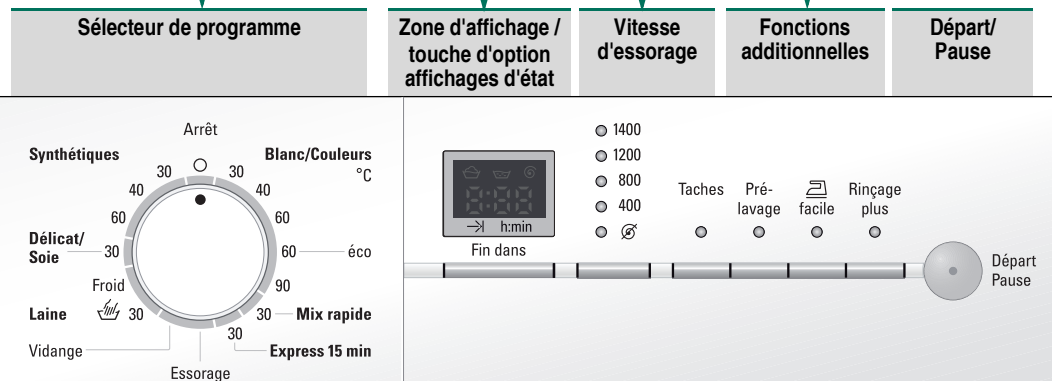 Sélecteur de programme
Zone d'affichage /
touche d'option
affichages d'état
Vitesse
d'essorage
Fonctions
additionnelles
Départ/
Pause
Arrêt
Synthétiques
30
40
60
Délicat/
Soie
30
Froid
Laine
30
Vidange
Essorage
Blanc/Couleurs
°C
30
40
60
60
éco
90
30
Mix rapide
30
Express 15 min
8:88
h:min
Fin dans
1400
1200
800
400
Taches
Pré-
lavage
facile
Rinçage
plus
Départ
Pause